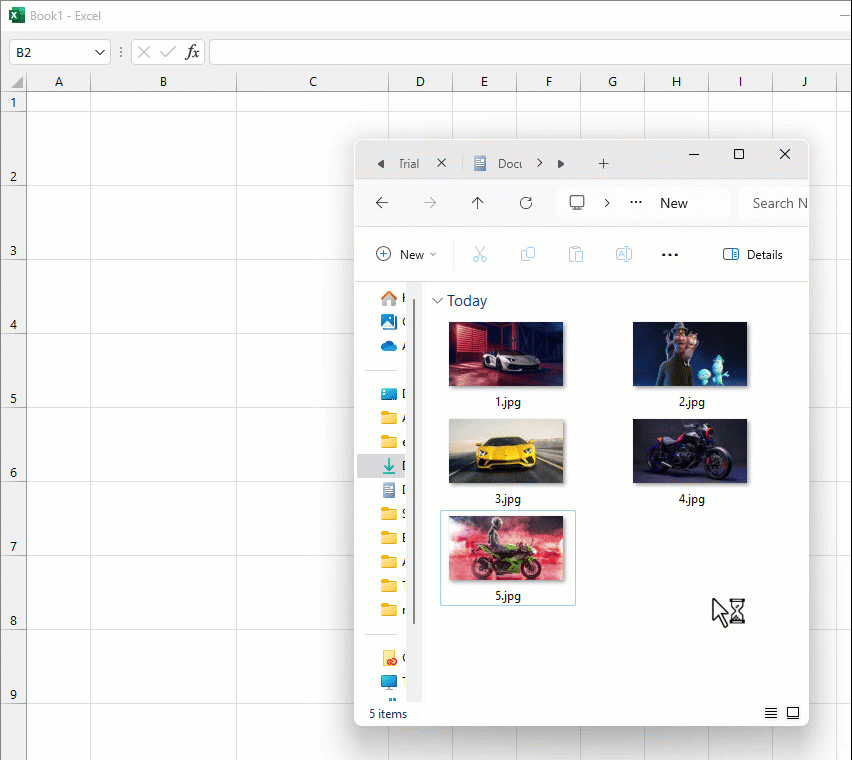 Book1 - Excel
B2
fx
A B C D E F G H I J
1
2
3
4
5
6
7
8
9
Trial
Docu
New
Search N
New
Details
Today
1.jpg 2.jpg
3.jpg 4.jpg
5.jpg
5 items